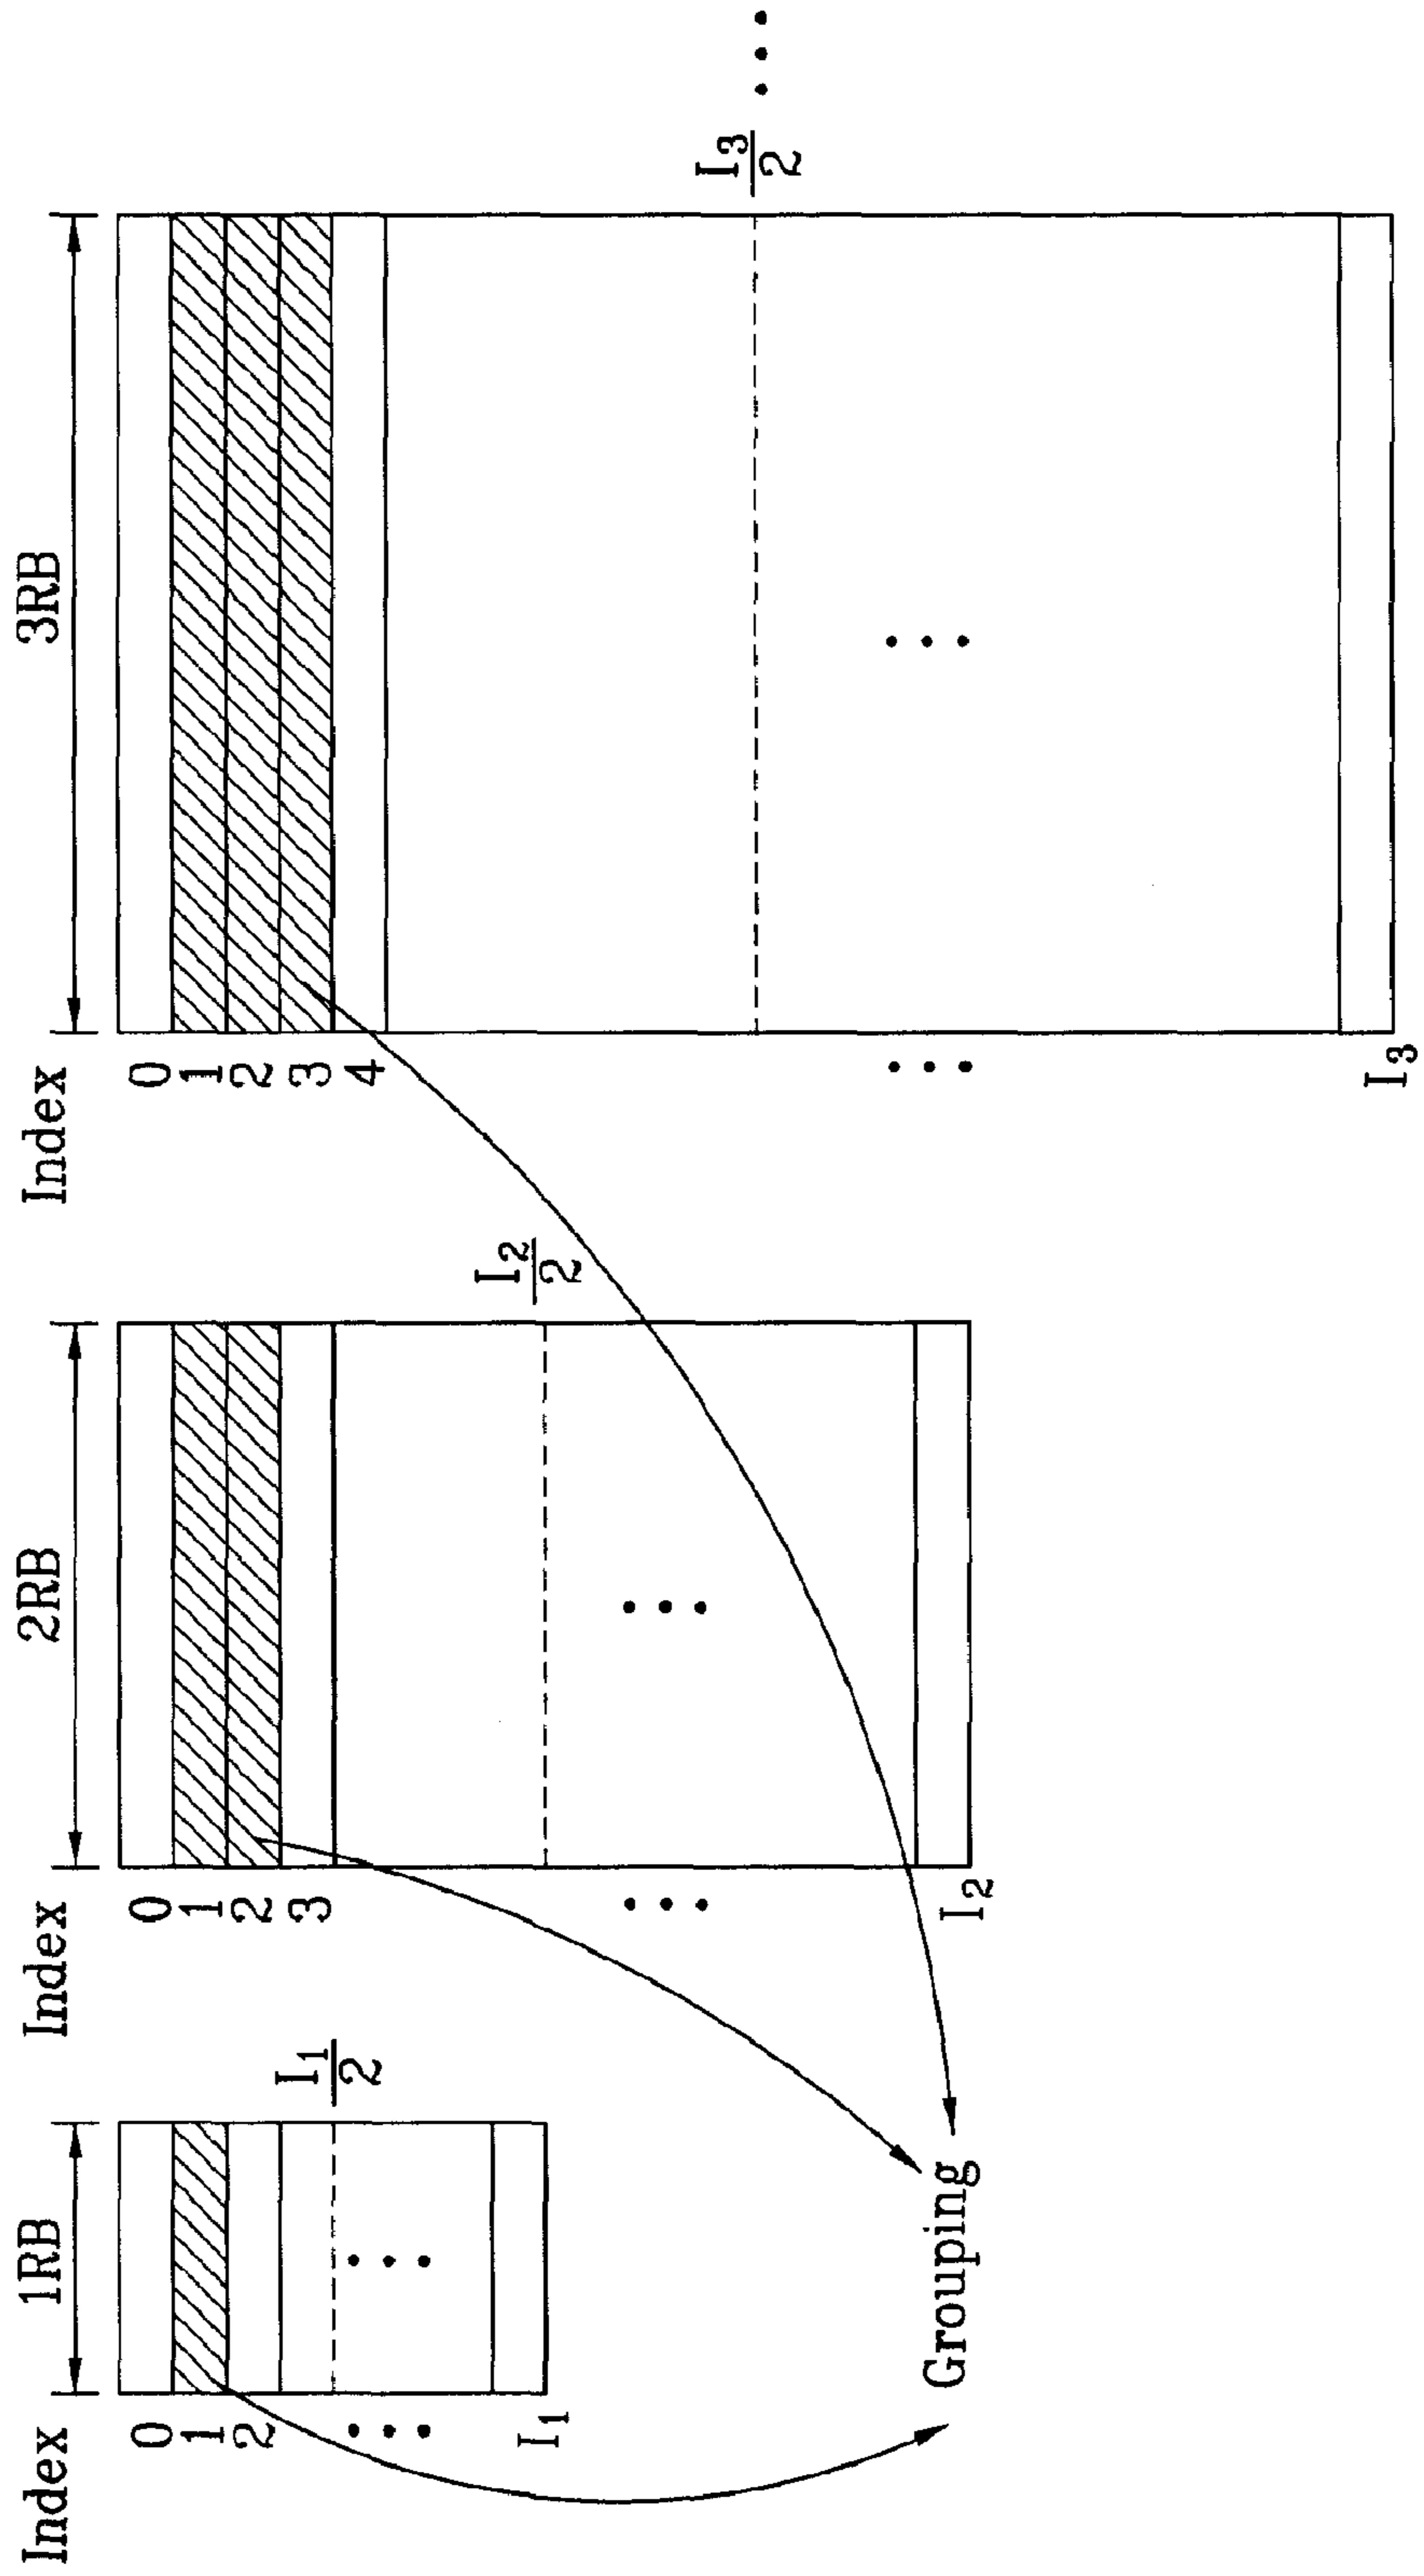 1RB
Index
0
1
2
...
I1
I1/2
2RB
Index
0
1
2
3
...
I2
I2/2
3RB
Index
0
1
2
3
4
...
I3
I3/2
...
Grouping